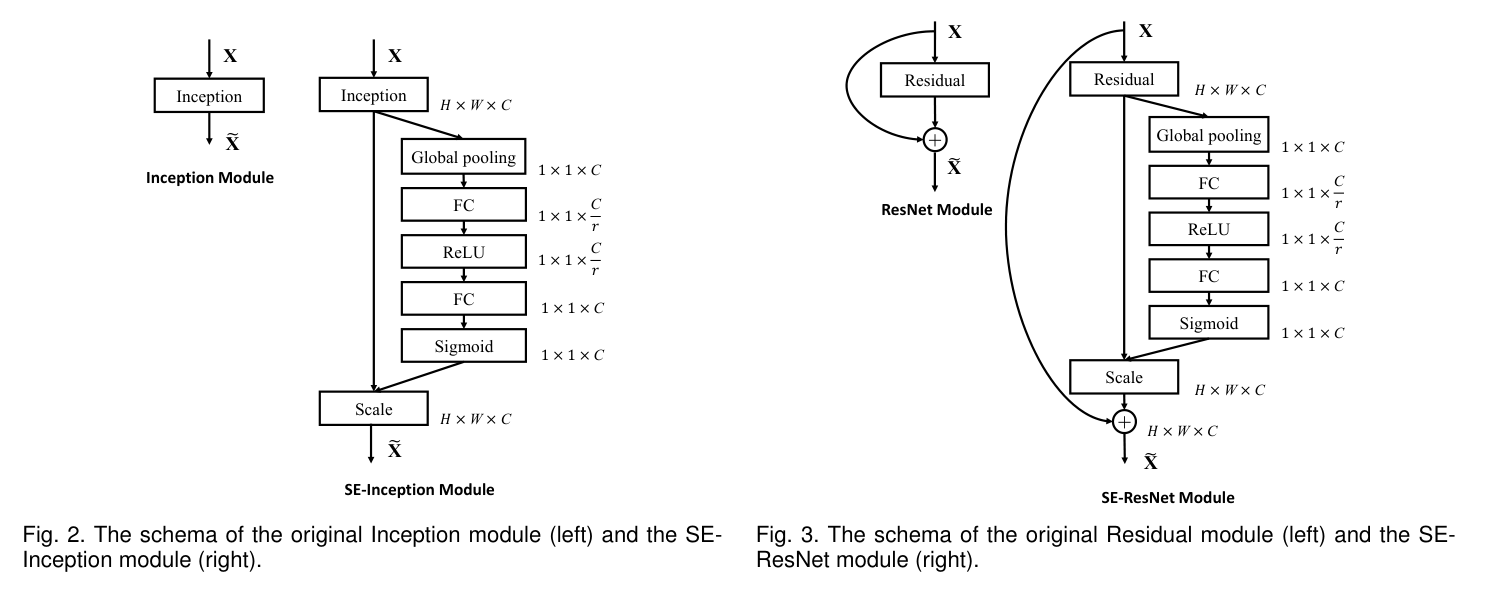 X
Inception
X̃
Inception Module
X
Inception
H × W × C
Global pooling
1 × 1 × C
FC
1 × 1 × C/r
ReLU
1 × 1 × C/r
FC
1 × 1 × C
Sigmoid
1 × 1 × C
Scale
H × W × C
X̃
SE-Inception Module
Fig. 2. The schema of the original Inception module (left) and the SE-
Inception module (right).
X
Residual
+
X̃
ResNet Module
X
Residual
H × W × C
Global pooling
1 × 1 × C
FC
1 × 1 × C/r
ReLU
1 × 1 × C/r
FC
1 × 1 × C
Sigmoid
1 × 1 × C
Scale
H × W × C
+
H × W × C
X̃
SE-ResNet Module
Fig. 3. The schema of the original Residual module (left) and the SE-
ResNet module (right).